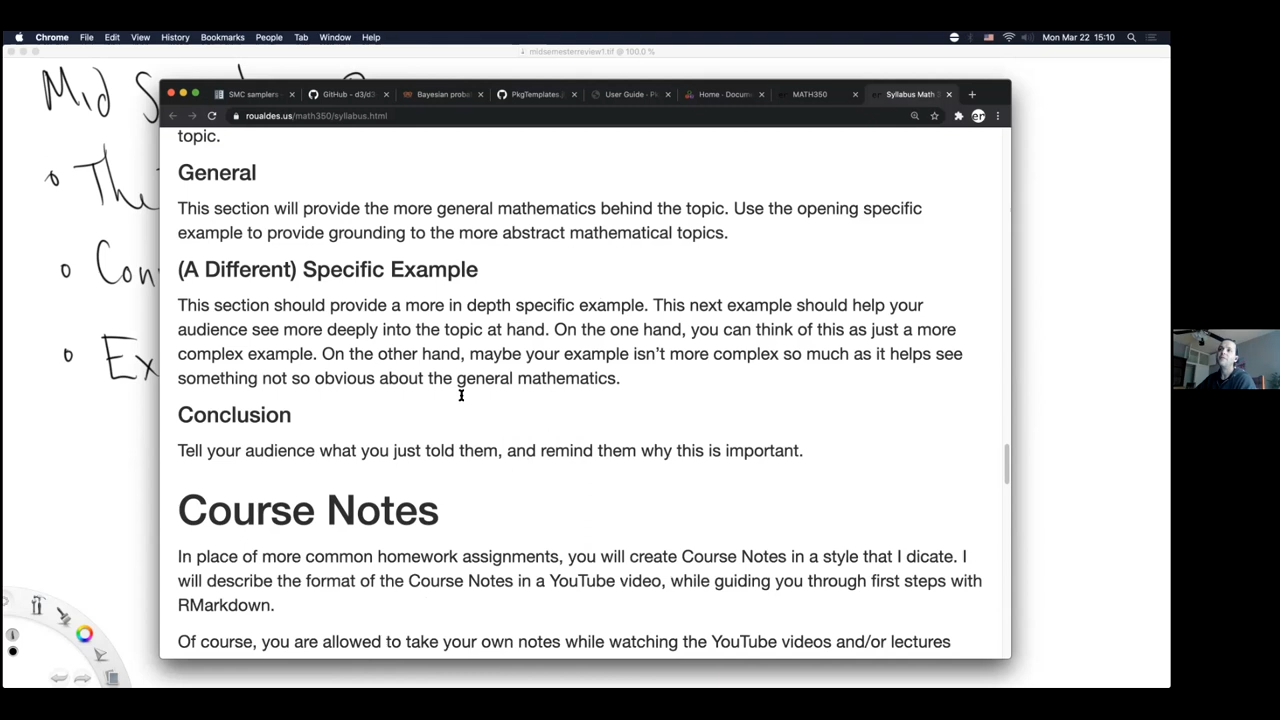 Chrome File Edit View History Bookmarks People Tab Window Help Mon Mar 22 15:10
midsemesterreview1.tif @ 100.0 %
Mid S
SMC samplers - GitHub - d3/d3 Bayesian proba PkgTemplates.j User Guide - Pk Home · Docum MATH350 Syllabus Math
roualdes.us/math350/syllabus.html er
topic.
General
This section will provide the more general mathematics behind the topic. Use the opening specific
example to provide grounding to the more abstract mathematical topics.
The
(A Different) Specific Example
Con
This section should provide a more in depth specific example. This next example should help your
audience see more deeply into the topic at hand. On the one hand, you can think of this as just a more
complex example. On the other hand, maybe your example isn't more complex so much as it helps see
something not so obvious about the general mathematics.
Ex
Conclusion
Tell your audience what you just told them, and remind them why this is important.
Course Notes
In place of more common homework assignments, you will create Course Notes in a style that I dicate. I
will describe the format of the Course Notes in a YouTube video, while guiding you through first steps with
RMarkdown.
Of course, you are allowed to take your own notes while watching the YouTube videos and/or lectures